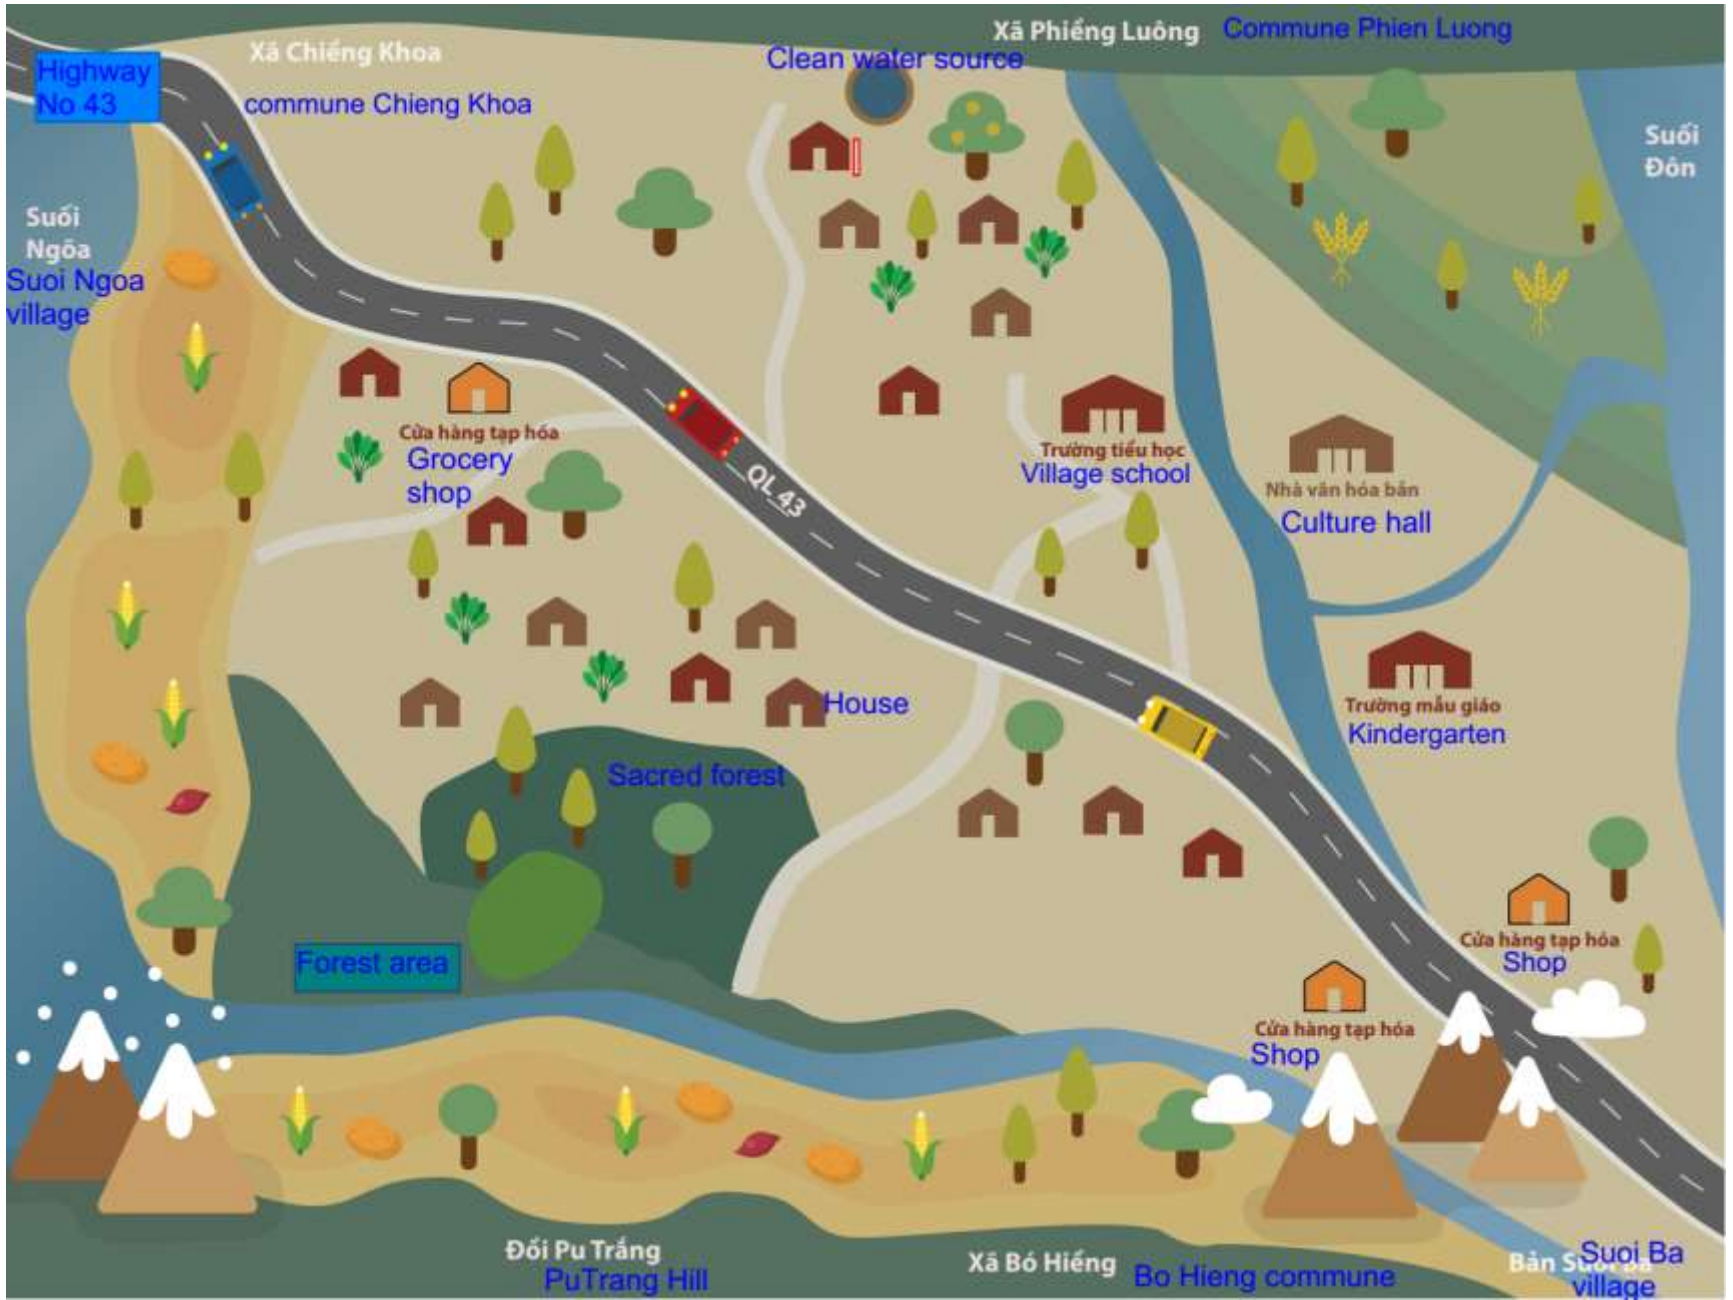 Xã Phiềng Luông
Commune Phien Luong
Xã Chiềng Khoa
Clean water source
Highway
No 43
commune Chieng Khoa
Suối
Đôn
Suối
Ngõa
Suoi Ngoa
village
Cửa hàng tạp hóa
Grocery
shop
QL 43
Trường tiểu học
Village school
Nhà văn hóa bản
Culture hall
House
Trường mẫu giáo
Kindergarten
Sacred forest
Forest area
Cửa hàng tạp hóa
Shop
Cửa hàng tạp hóa
Shop
Đồi Pu Trắng
PuTrang Hill
Xã Bó Hiềng
Bo Hieng commune
Bản Suối Ba
Suoi Ba
village